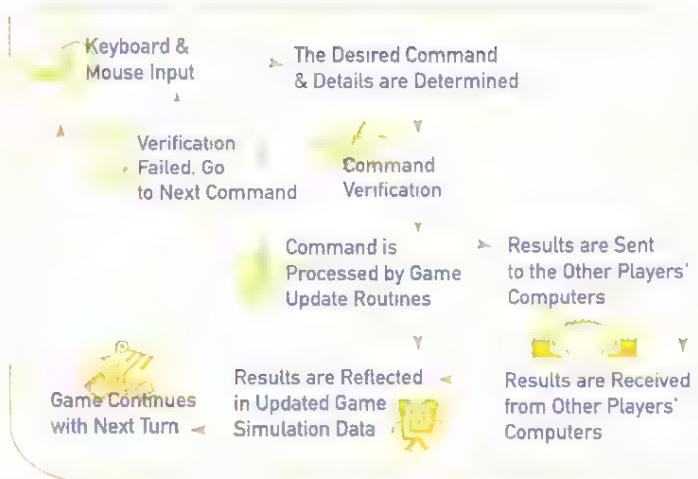 Keyboard &
Mouse Input
The Desired Command
& Details are Determined
Verification
Failed, Go
to Next Command
Command
Verification
Command is
Processed by Game
Update Routines
Results are Sent
to the Other Players'
Computers
Results are Received
from Other Players'
Computers
Results are Reflected
in Updated Game
Simulation Data
Game Continues
with Next Turn